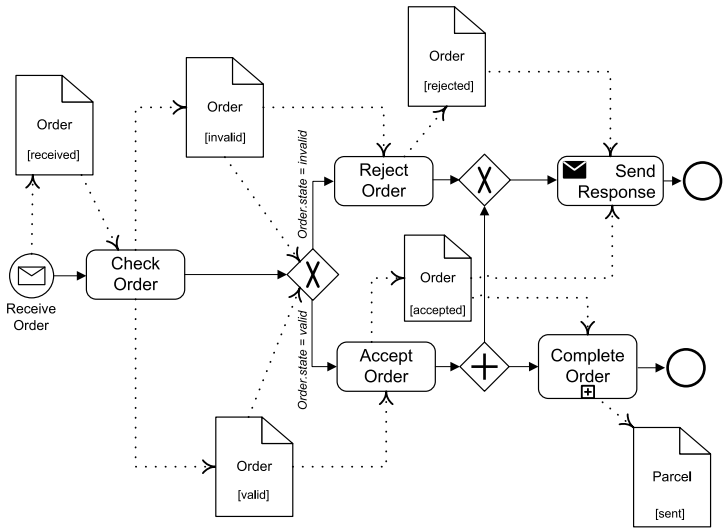 Order
[rejected]
Order
[invalid]
Order
[received]
Order.state = invalid
Reject
Order
X
Send
Response
Check
Order
X
Receive
Order
Order
[accepted]
Order.state = valid
Accept
Order
+
Complete
Order
+
Order
[valid]
Parcel
[sent]